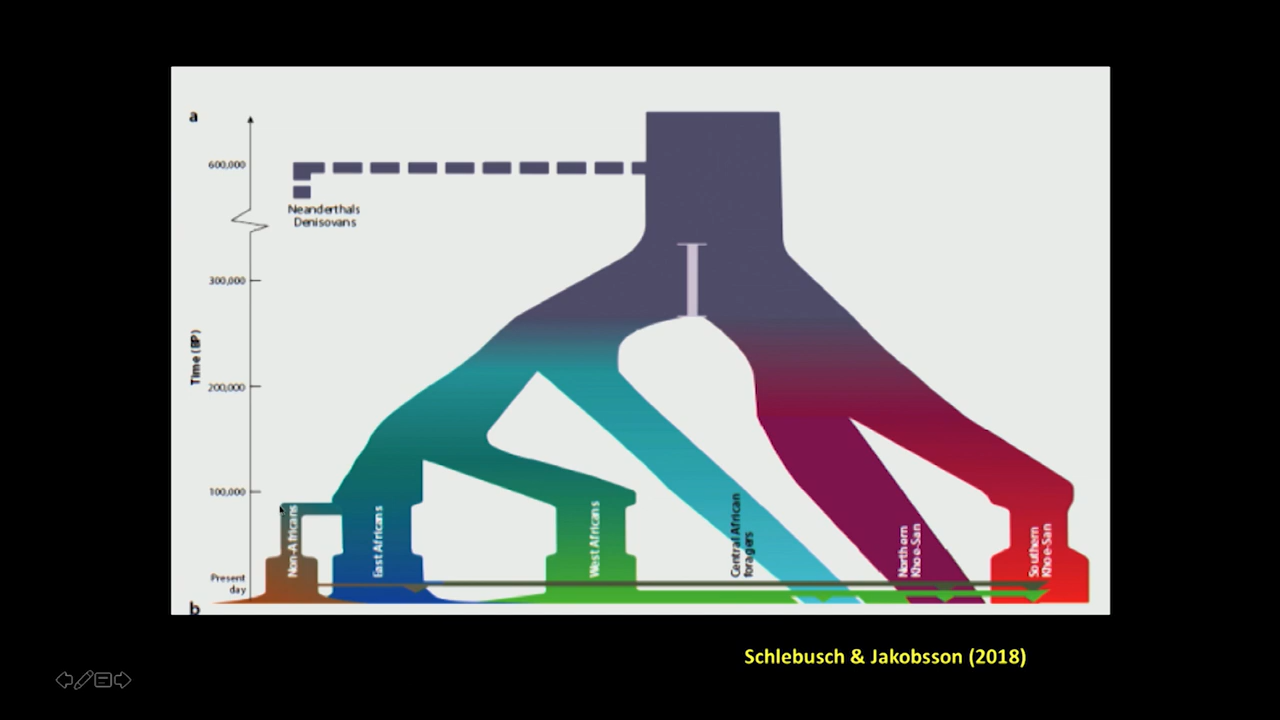 a
600,000
Neanderthals
Denisovans
300,000
Time (BP)
200,000
100,000
Non-Africans
East Africans
West Africans
Central African
foragers
Northern
Khoe-San
Southern
Khoe-San
Present
day
b
Schlebusch & Jakobsson (2018)